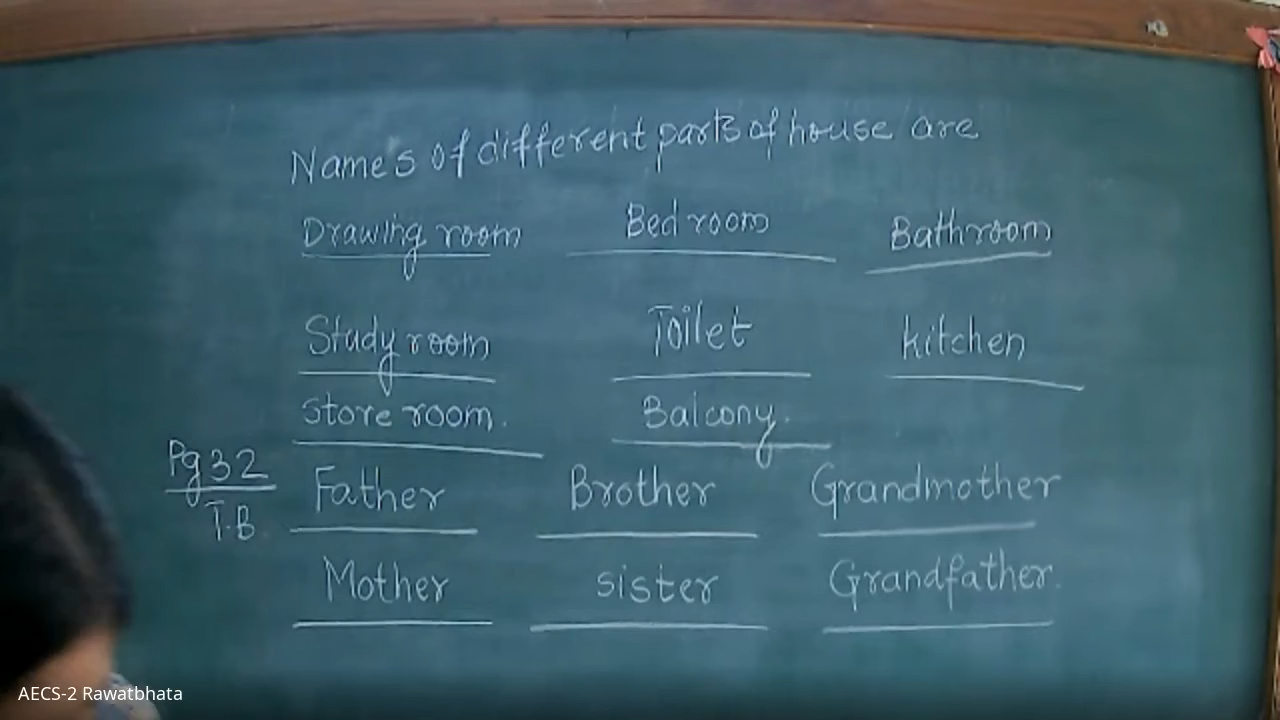 Name's of different parts of house are
Drawing room Bed room Bathroom
Study room Toilet kitchen
Store room. Balcony.
Pg 32
T.B
Father Brother Grandmother
Mother sister Grandfather.
AECS-2 Rawatbhata